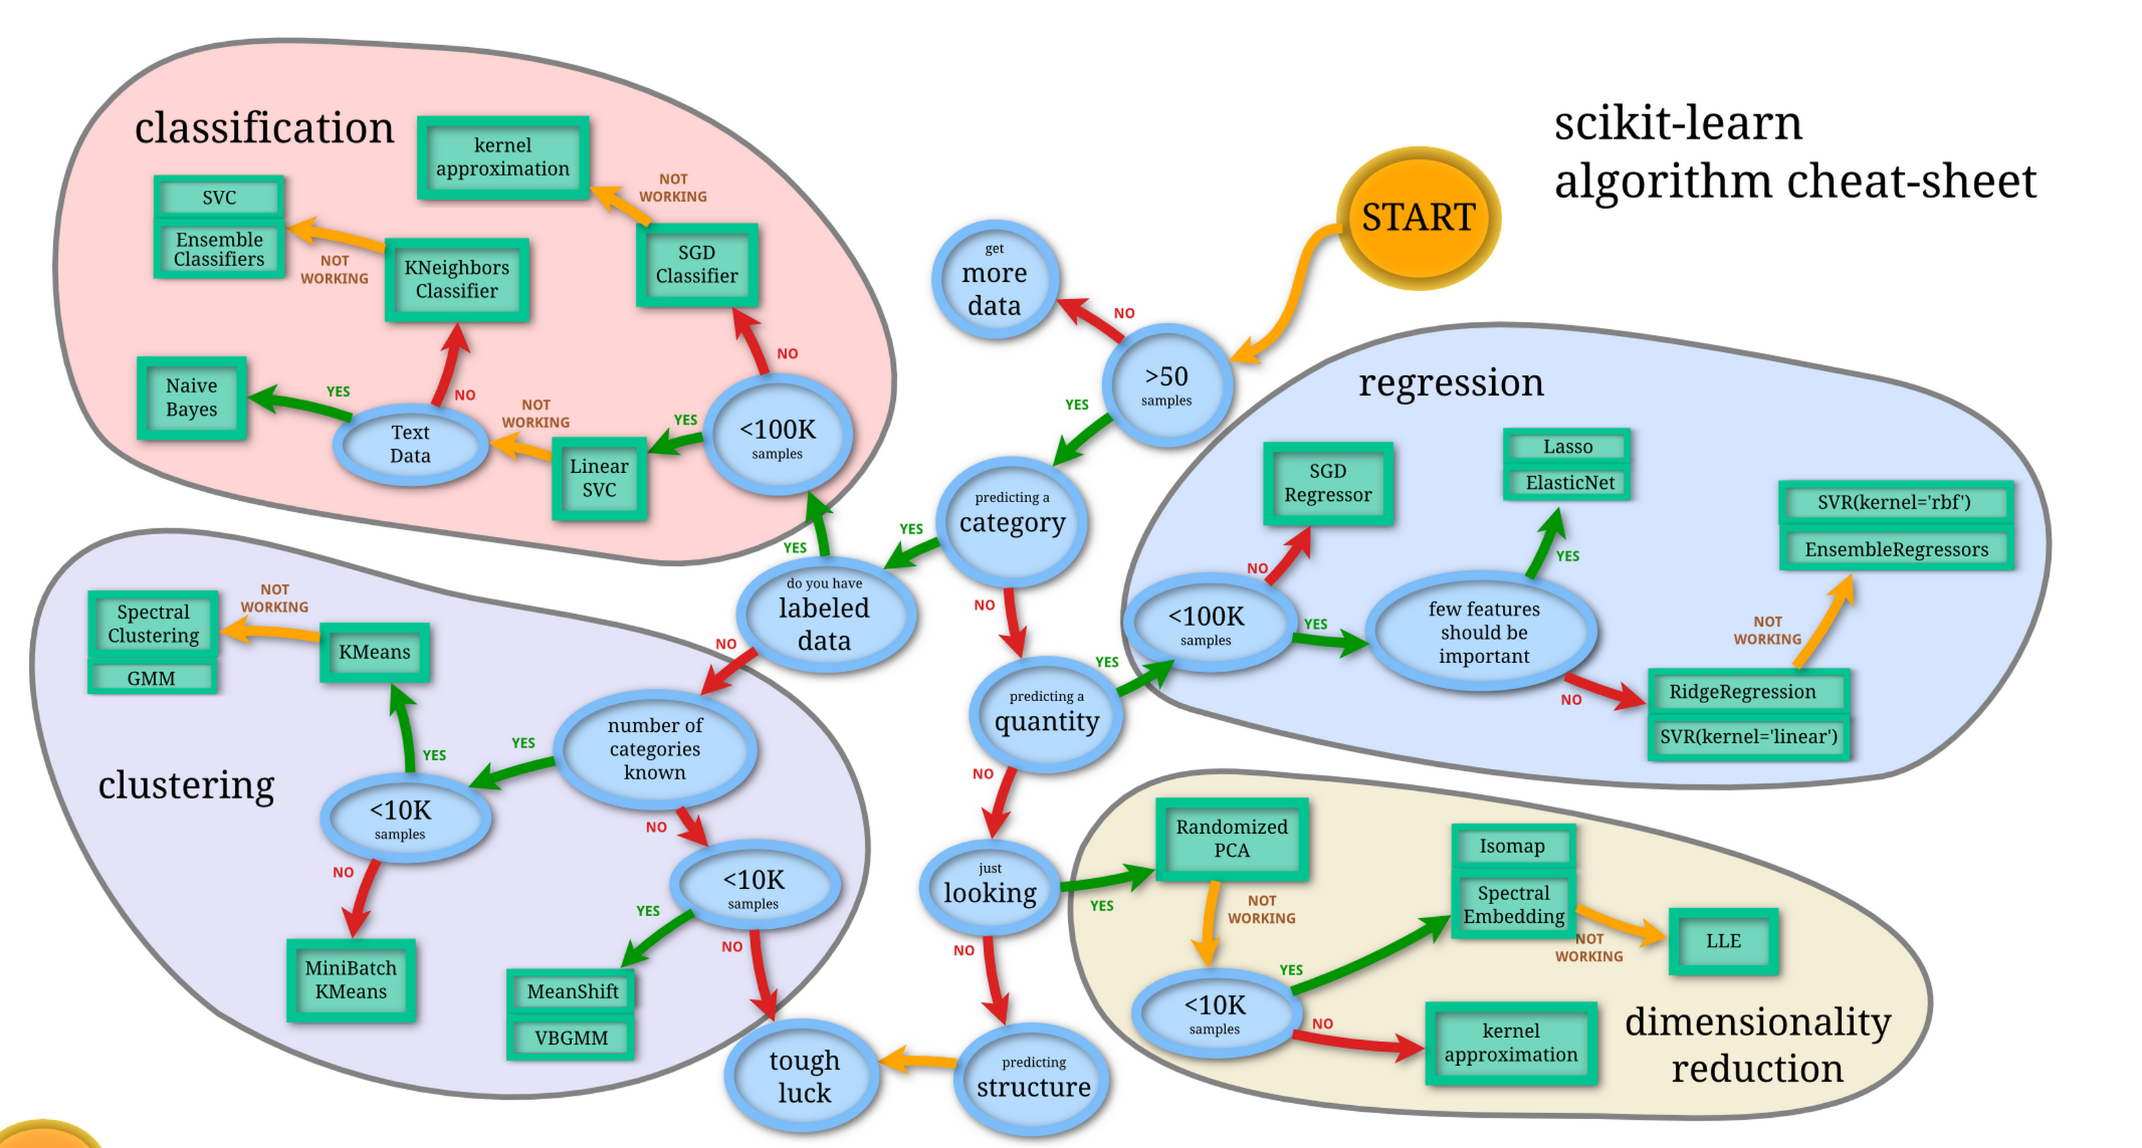 scikit-learn
algorithm cheat-sheet
START
>50
samples
NO
get
more
data
YES
predicting a
category
YES
do you have
labeled
data
YES
NO
NO
predicting a
quantity
YES
NO
just
looking
YES
NO
predicting
structure
tough
luck
classification
<100K
samples
NO
SGD
Classifier
NOT
WORKING
kernel
approximation
YES
Linear
SVC
NOT
WORKING
Text
Data
YES
Naive
Bayes
NO
KNeighbors
Classifier
NOT
WORKING
SVC
Ensemble
Classifiers
clustering
number of
categories
known
YES
<10K
samples
YES
KMeans
NOT
WORKING
Spectral
Clustering
GMM
NO
MiniBatch
KMeans
NO
<10K
samples
YES
MeanShift
VBGMM
NO
regression
<100K
samples
NO
SGD
Regressor
YES
few features
should be
important
YES
Lasso
ElasticNet
NO
RidgeRegression
SVR(kernel='linear')
NOT
WORKING
SVR(kernel='rbf')
EnsembleRegressors
dimensionality
reduction
Randomized
PCA
NOT
WORKING
<10K
samples
YES
Isomap
Spectral
Embedding
NOT
WORKING
LLE
NO
kernel
approximation